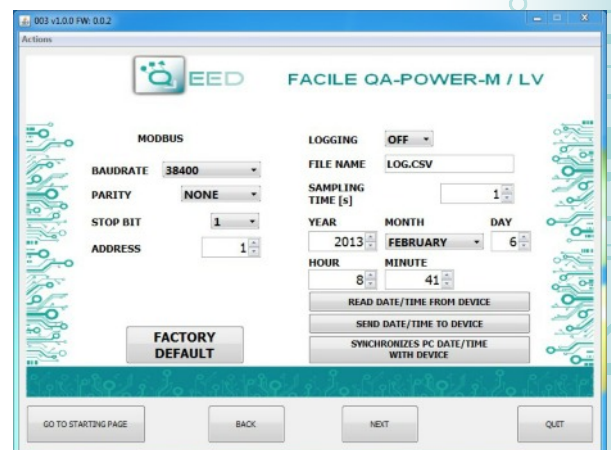 003 v1.0.0 FW: 0.0.2
Actions
QEED
FACILE QA-POWER-M / LV
MODBUS
BAUDRATE 38400
PARITY NONE
STOP BIT 1
ADDRESS 1
FACTORY
DEFAULT
LOGGING OFF
FILE NAME LOG.CSV
SAMPLING
TIME [s] 1
YEAR MONTH DAY
2013 FEBRUARY 6
HOUR MINUTE
8 41
READ DATE/TIME FROM DEVICE
SEND DATE/TIME TO DEVICE
SYNCHRONIZES PC DATE/TIME
WITH DEVICE
GO TO STARTING PAGE BACK NEXT QUIT